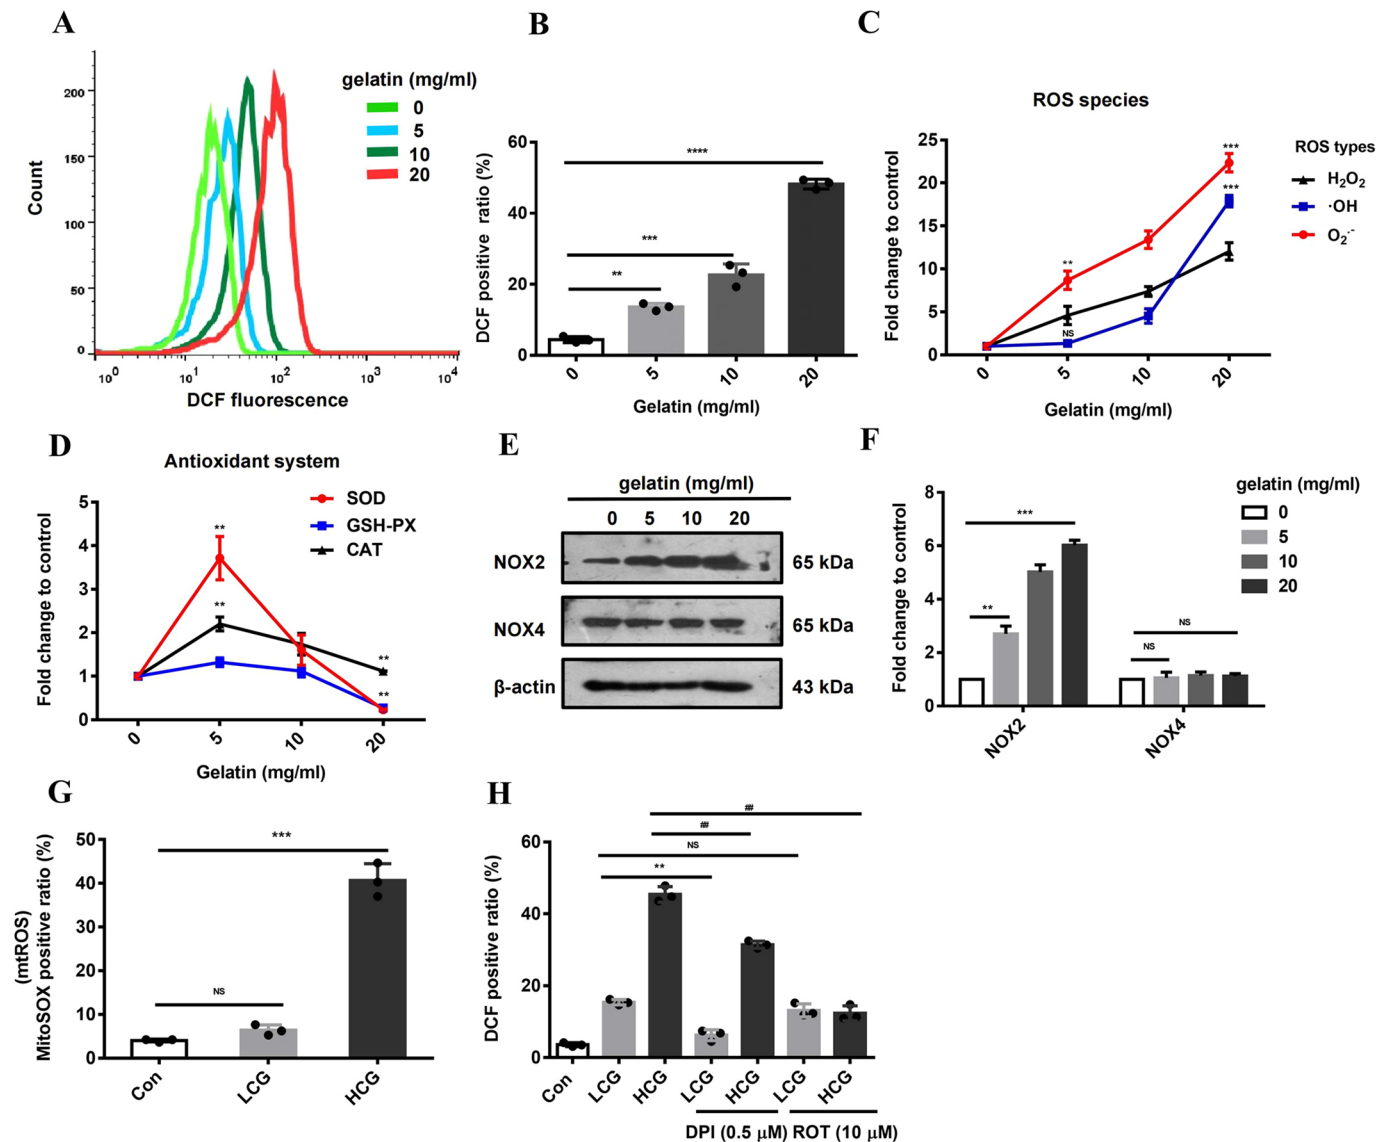 A
gelatin (mg/ml)
0
5
10
20
200
150
100
50
0
Count
10^0 10^1 10^2 10^3 10^4
DCF fluorescence
B
****
***
**
60
40
20
0
DCF positive ratio (%)
0 5 10 20
Gelatin (mg/ml)
C
ROS species
25
20
15
10
5
0
Fold change to control
***
***
**
NS
ROS types
H₂O₂
·OH
O₂·⁻
0 5 10 20
Gelatin (mg/ml)
D
Antioxidant system
SOD
GSH-PX
CAT
5
4
3
2
1
0
Fold change to control
**
**
**
**
0 5 10 20
Gelatin (mg/ml)
E
gelatin (mg/ml)
0 5 10 20
NOX2 65 kDa
NOX4 65 kDa
β-actin 43 kDa
F
gelatin (mg/ml)
0
5
10
20
8
6
4
2
0
Fold change to control
***
**
NS
NS
NOX2 NOX4
G
***
NS
50
40
30
20
10
0
(mtROS)
MitoSOX positive ratio (%)
Con LCG HCG
H
##
##
NS
**
60
40
20
0
DCF positive ratio (%)
Con LCG HCG LCG HCG LCG HCG
DPI (0.5 μM) ROT (10 μM)